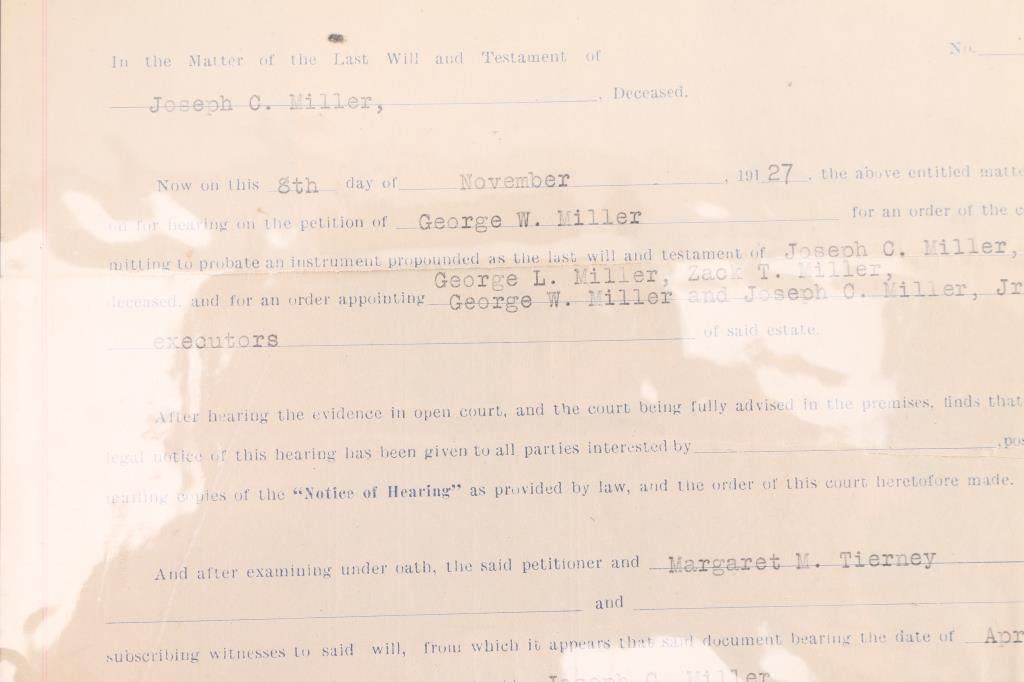 In the Matter of the Last Will and Testament of No.
Joseph C. Miller, , Deceased.
Now on this 8th day of November , 19127 , the above entitled matte
on for hearing on the petition of George W. Miller for an order of the c
mitting to probate an instrument propounded as the last will and testament of Joseph C. Miller,
George L. Miller, Zack T. Miller,
deceased, and for an order appointing George W. Miller and Joseph C. Miller, Jr
executors of said estate.
After hearing the evidence in open court, and the court being fully advised in the premises, finds that
legal notice of this hearing has been given to all parties interested by ,pos
copies of the “Notice of Hearing” as provided by law, and the order of this court heretofore made.
And after examining under oath, the said petitioner and Margaret M. Tierney
and
subscribing witnesses to said will, from which it appears that said document bearing the date of Apr
Joseph C. Miller